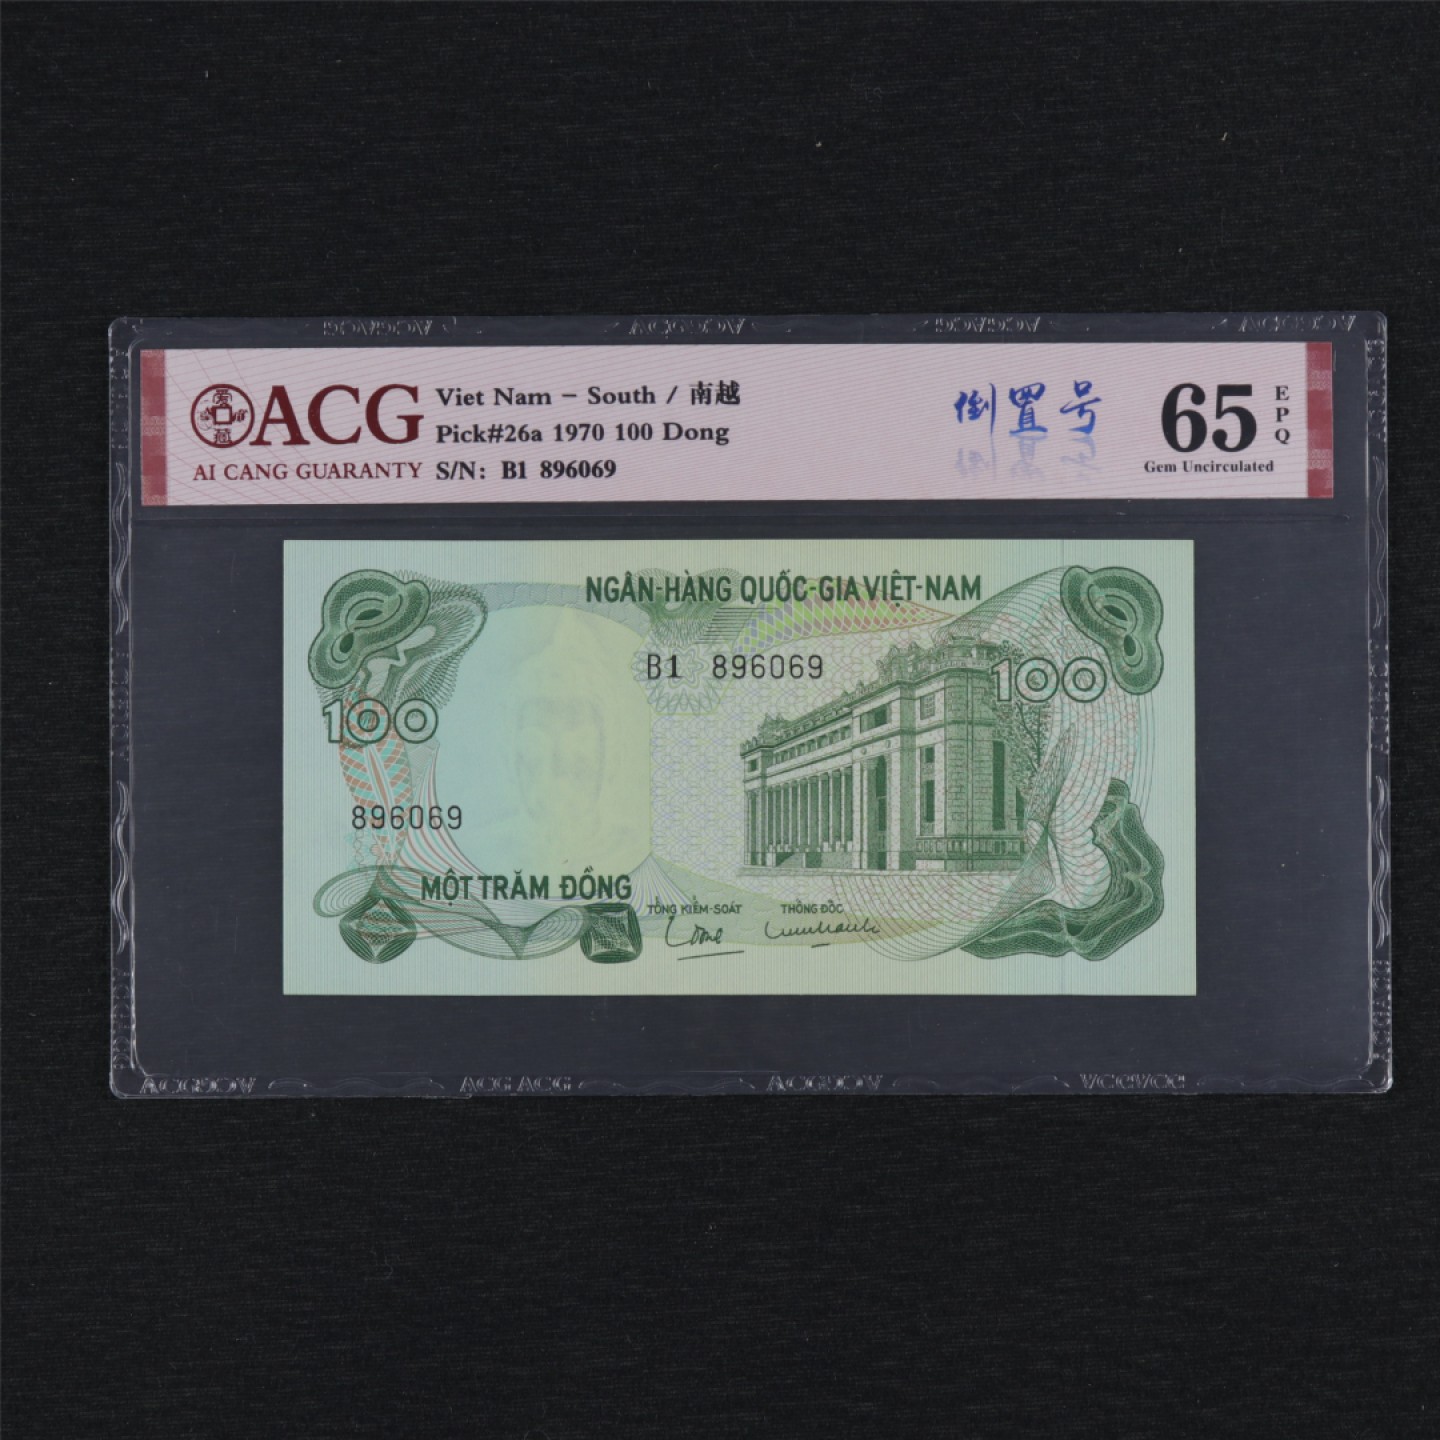 ACG
AI CANG GUARANTY
Viet Nam – South / 南越
Pick#26a 1970 100 Dong
S/N: B1 896069
倒置号
65
EPQ
Gem Uncirculated
NGÂN-HÀNG QUỐC-GIA VIỆT-NAM
B1 896069
100
100
896069
MỘT TRĂM ĐỒNG
TỔNG KIỂM-SOÁT
THỐNG ĐỐC